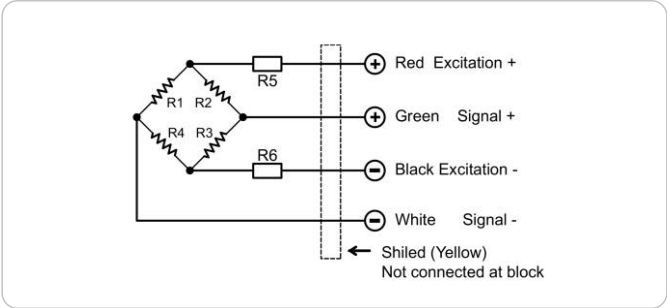 Red Excitation +
R5
R1 R2
Green Signal +
R4 R3
R6
Black Excitation -
White Signal -
Shiled (Yellow)
Not connected at block